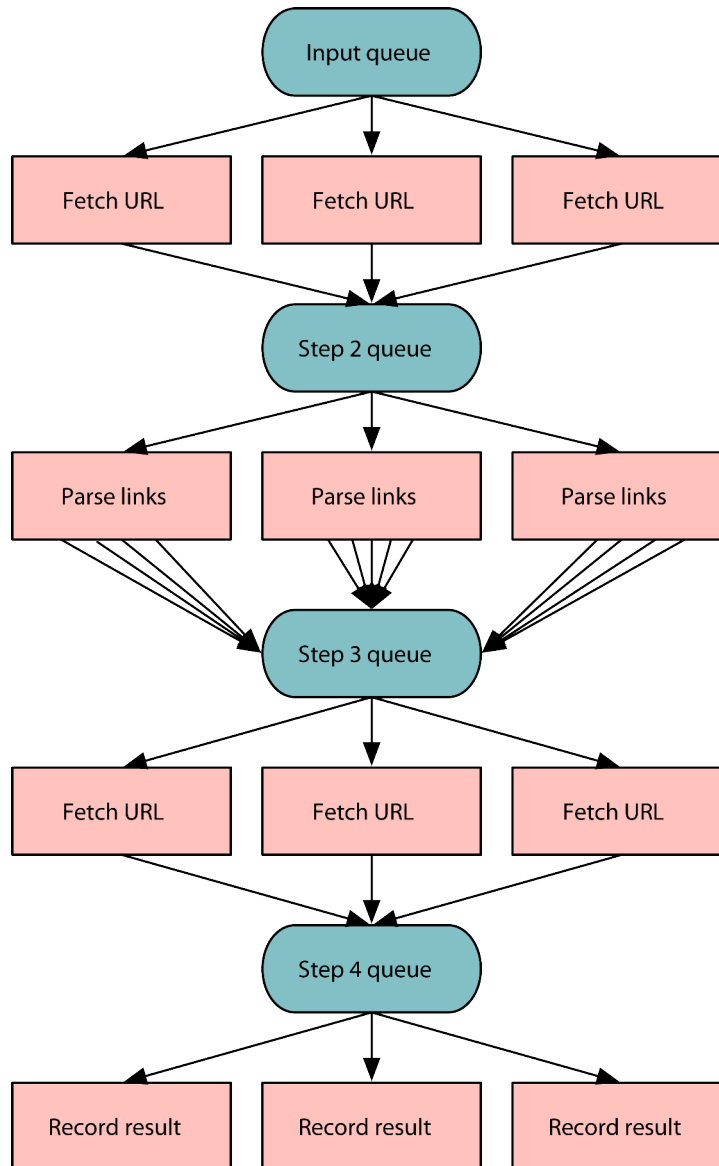 Input queue
Fetch URL
Fetch URL
Fetch URL
Step 2 queue
Parse links
Parse links
Parse links
Step 3 queue
Fetch URL
Fetch URL
Fetch URL
Step 4 queue
Record result
Record result
Record result